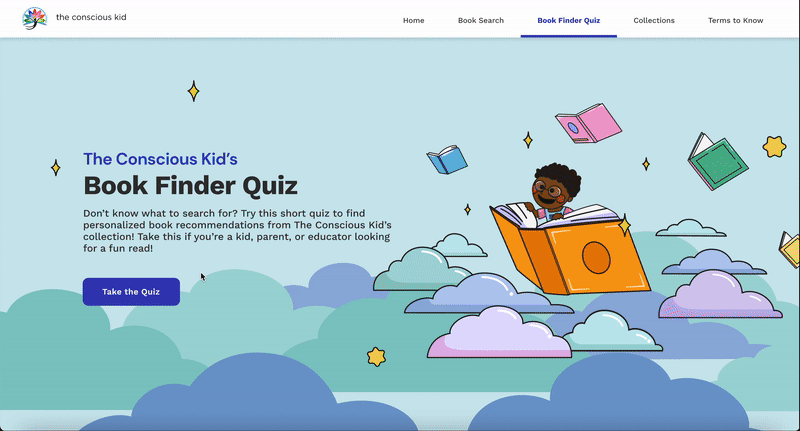 the conscious kid
Home
Book Search
Book Finder Quiz
Collections
Terms to Know
The Conscious Kid's
Book Finder Quiz
Don't know what to search for? Try this short quiz to find
personalized book recommendations from The Conscious Kid's
collection! Take this if you're a kid, parent, or educator looking
for a fun read!
Take the Quiz